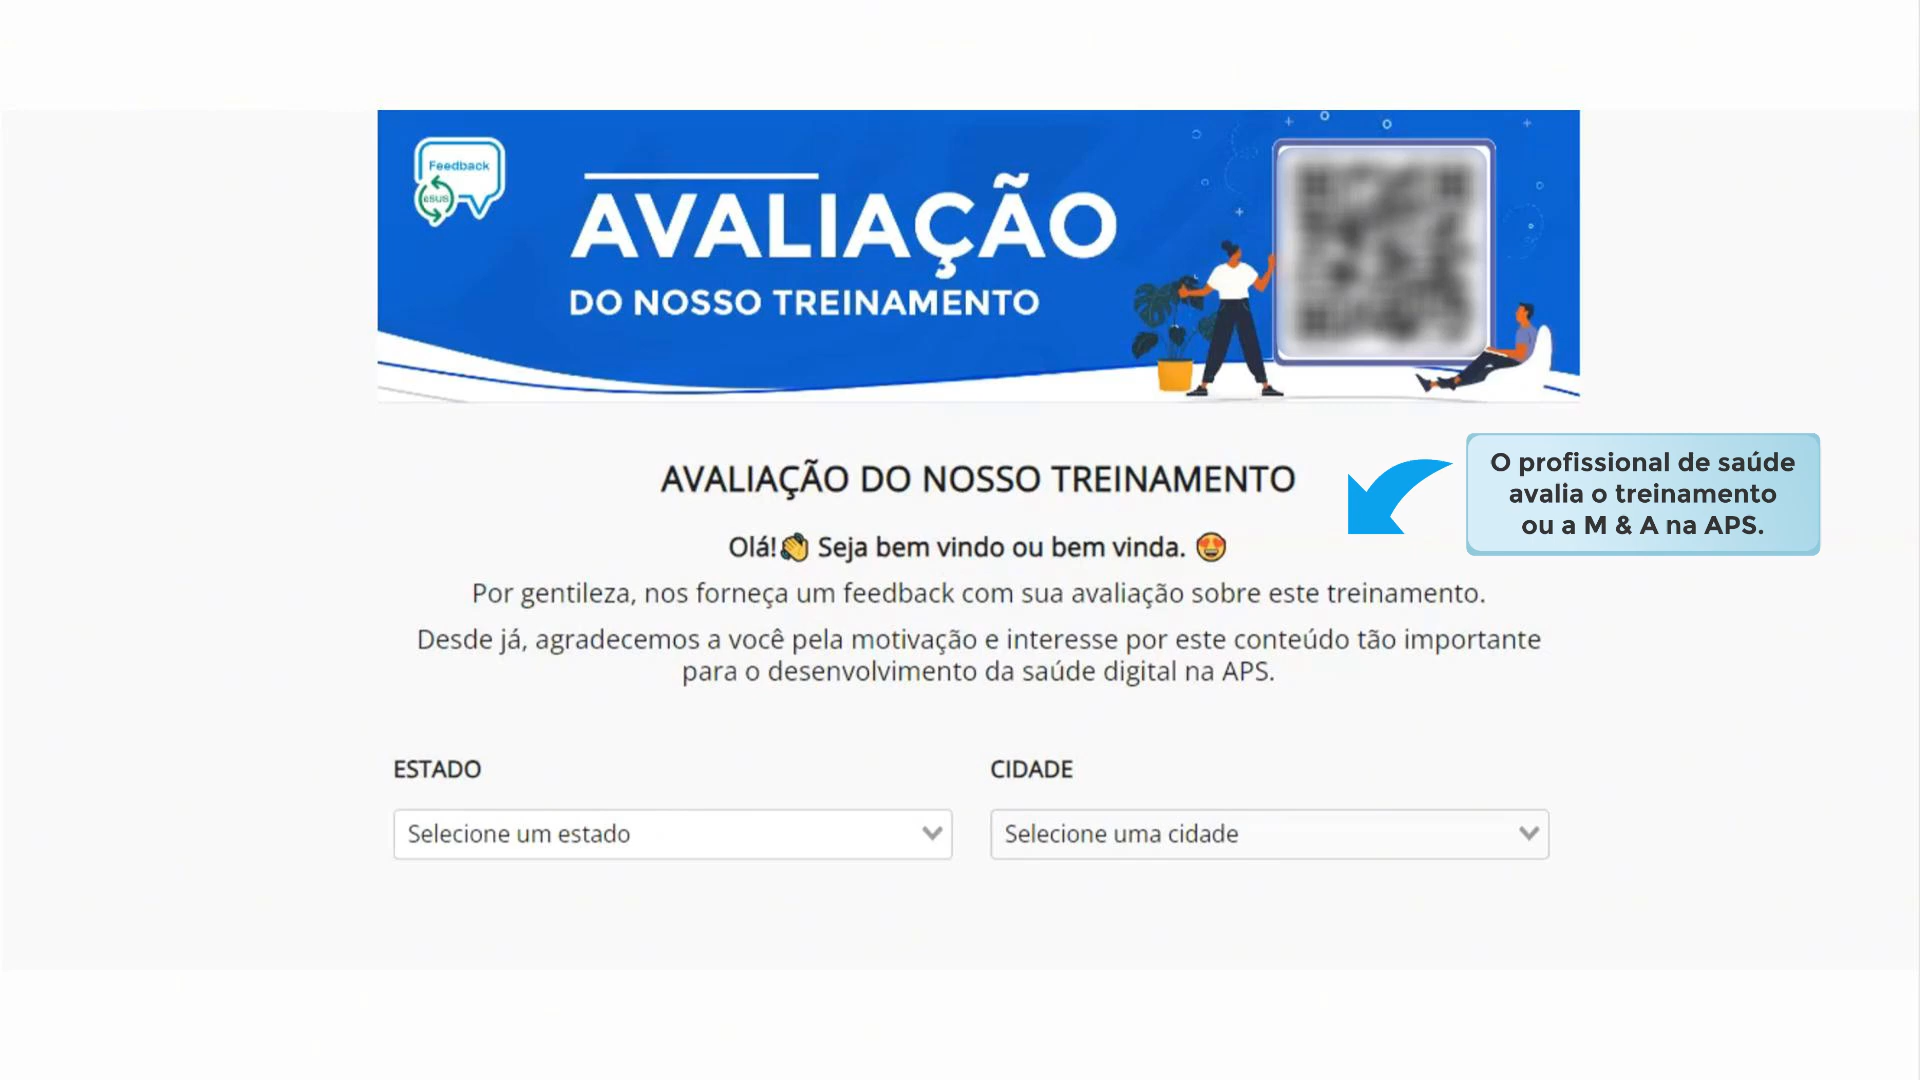 Feedback
eSUS
AVALIAÇÃO
DO NOSSO TREINAMENTO
AVALIAÇÃO DO NOSSO TREINAMENTO
O profissional de saúde
avalia o treinamento
ou a M & A na APS.
Olá!👏 Seja bem vindo ou bem vinda. 😍
Por gentileza, nos forneça um feedback com sua avaliação sobre este treinamento.
Desde já, agradecemos a você pela motivação e interesse por este conteúdo tão importante
para o desenvolvimento da saúde digital na APS.
ESTADO
CIDADE
Selecione um estado
Selecione uma cidade